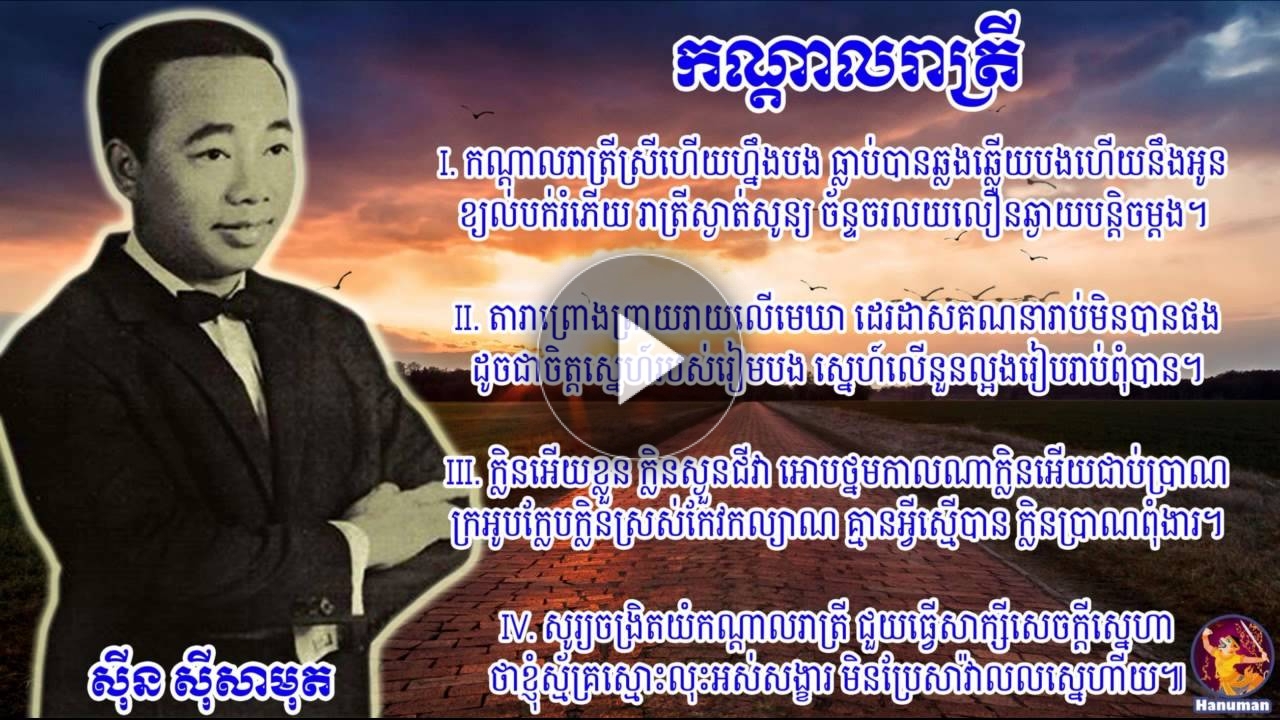 កណ្ដាលរាត្រី
I. កណ្ដាលរាត្រីស្រីហើយហ្នឹងបង ធ្លាប់បានឆ្លងឆ្លើយបងហើយនឹងអូន
ខ្យល់បក់រំភើយ រាត្រីស្ងាត់សូន្យ ច័ន្ទចរលយលឿនឆ្ងាយបន្តិចម្ដង។
II. តារាព្រោងព្រាយរាយលើមេឃា ដេរដាសគណនារាប់មិនបានផង
ដូចជាចិត្តស្នេហ៍របស់រៀមបង ស្នេហ៍លើនួនល្អងរៀបរាប់ពុំបាន។
III. ក្លិនអើយខ្លួន ក្លិនស្ងួនជីវា អោបថ្នមកាលណាក្លិនអើយជាប់ប្រាណ
ក្រអូបក្លែបក្លិនស្រស់កែវកល្យាណ គ្មានអ្វីស្មើបាន ក្លិនប្រាណពុំងារ។
IV. សូរ្យចង្រិតយំកណ្ដាលរាត្រី ជួយធ្វើសាក្សីសេចក្ដីស្នេហា
ថាខ្ញុំស្ម័គ្រស្មោះលុះអស់សង្ខារ មិនប្រែសាវ៉ាលលស្នេហ៍ឡើយ៕
ស៊ីន ស៊ីសាមុត
Hanuman